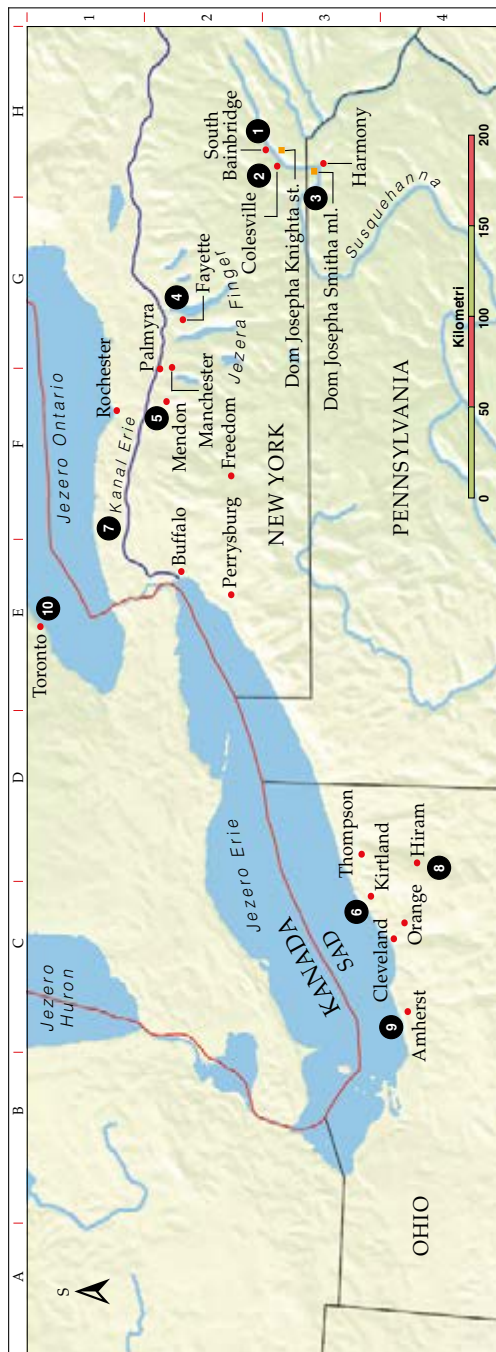 A
B
C
D
E
F
G
H
1
2
3
4
S
Jezero
Huron
Toronto
10
Jezero Ontario
Rochester
7
Kanal Erie
Palmyra
5
Mendon
Manchester
4
Fayette
Jezera Finger
Buffalo
Perrysburg
Freedom
NEW YORK
South
Bainbridge
1
2
Colesville
Dom Josepha Knighta st.
3
Dom Josepha Smitha ml.
Harmony
Susquehanna
PENNSYLVANIA
Jezero Erie
KANADA
SAD
Thompson
6
Kirtland
Cleveland
Orange
Hiram
8
9
Amherst
OHIO
Kilometri
0
50
100
150
200